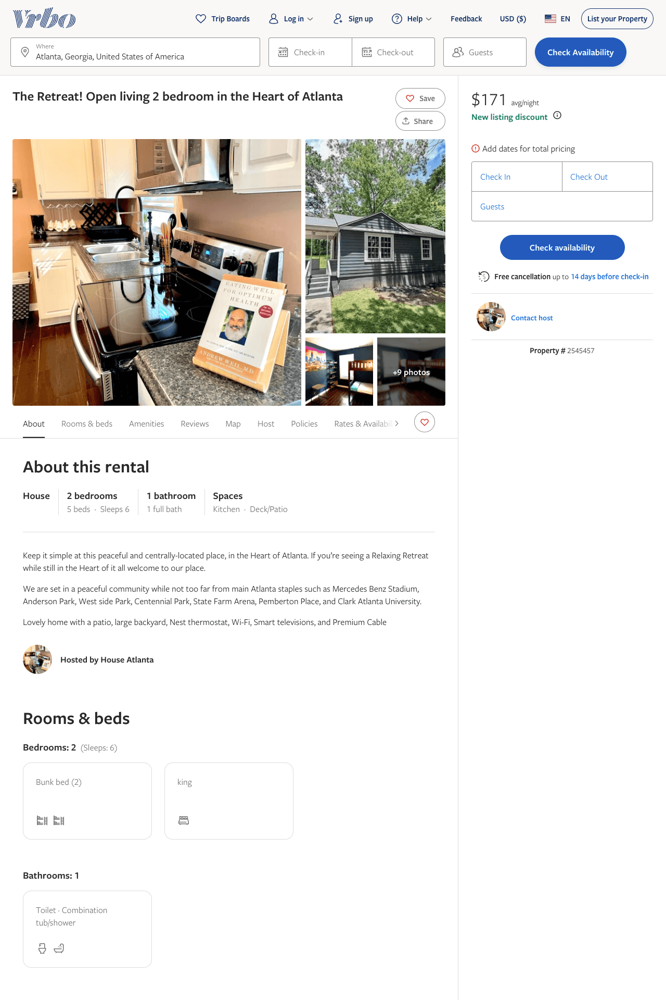 Vrbo
Trip Boards
Log in
Sign up
Help
Feedback
USD ($)
EN
List your Property
Where
Atlanta, Georgia, United States of America
Check-in
Check-out
Guests
Check Availability
The Retreat! Open living 2 bedroom in the Heart of Atlanta
Save
Share
$171 avg/night
New listing discount
Add dates for total pricing
Check In
Check Out
Guests
Check availability
Free cancellation up to 14 days before check-in
Contact host
Property # 2545457
EATING WELL
FOR OPTIMUM
HEALTH
ANDREW WEIL, M.D.
+9 photos
About
Rooms & beds
Amenities
Reviews
Map
Host
Policies
Rates & Availabili
About this rental
House
2 bedrooms
5 beds · Sleeps 6
1 bathroom
1 full bath
Spaces
Kitchen · Deck/Patio
Keep it simple at this peaceful and centrally-located place, in the Heart of Atlanta. If you’re seeing a Relaxing Retreat
while still in the Heart of it all welcome to our place.
We are set in a peaceful community while not too far from main Atlanta staples such as Mercedes Benz Stadium,
Anderson Park, West side Park, Centennial Park, State Farm Arena, Pemberton Place, and Clark Atlanta University.
Lovely home with a patio, large backyard, Nest thermostat, Wi-Fi, Smart televisions, and Premium Cable
Hosted by House Atlanta
Rooms & beds
Bedrooms: 2 (Sleeps: 6)
Bunk bed (2)
king
Bathrooms: 1
Toilet · Combination
tub/shower